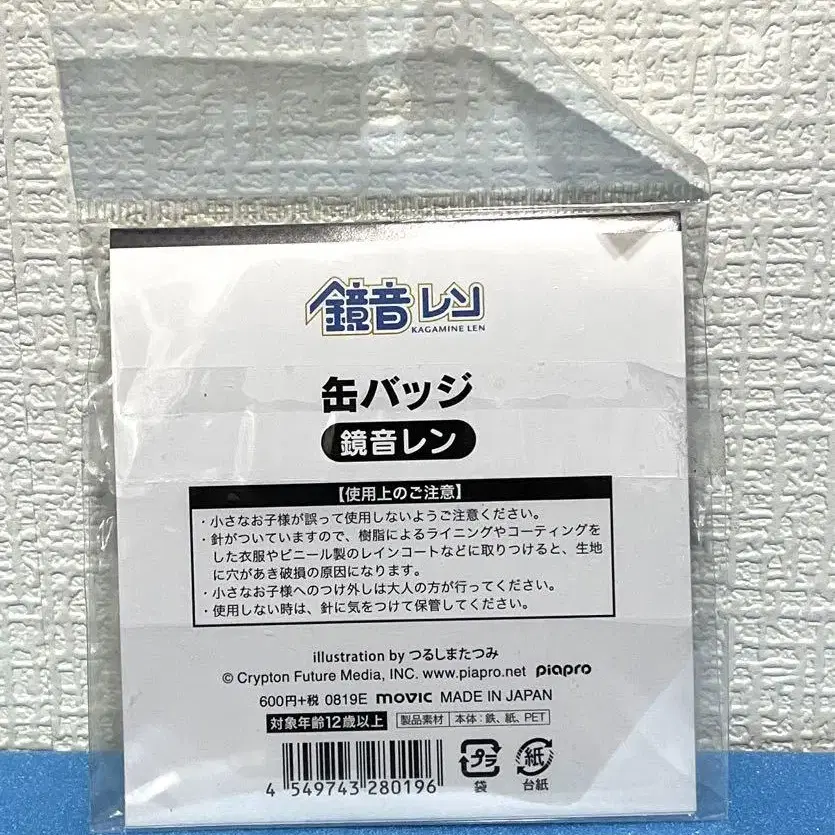 鏡音レン
KAGAMINE LEN
缶バッジ
鏡音レン
【使用上のご注意】
・小さなお子様が誤って使用しないようご注意ください。
・針がついていますので、樹脂によるライニングやコーティングを
した衣服やビニール製のレインコートなどに取りつけると、生地
に穴があき破損の原因になります。
・小さなお子様へのつけ外しは大人の方が行ってください。
・使用しない時は、針に気をつけて保管してください。
illustration by つるしまたつみ
© Crypton Future Media, INC. www.piapro.net piapro
600円+税 0819E movic MADE IN JAPAN
対象年齢12歳以上 製品素材 本体:鉄、紙、PET
4 549743 280196
プラ 紙
袋 台紙